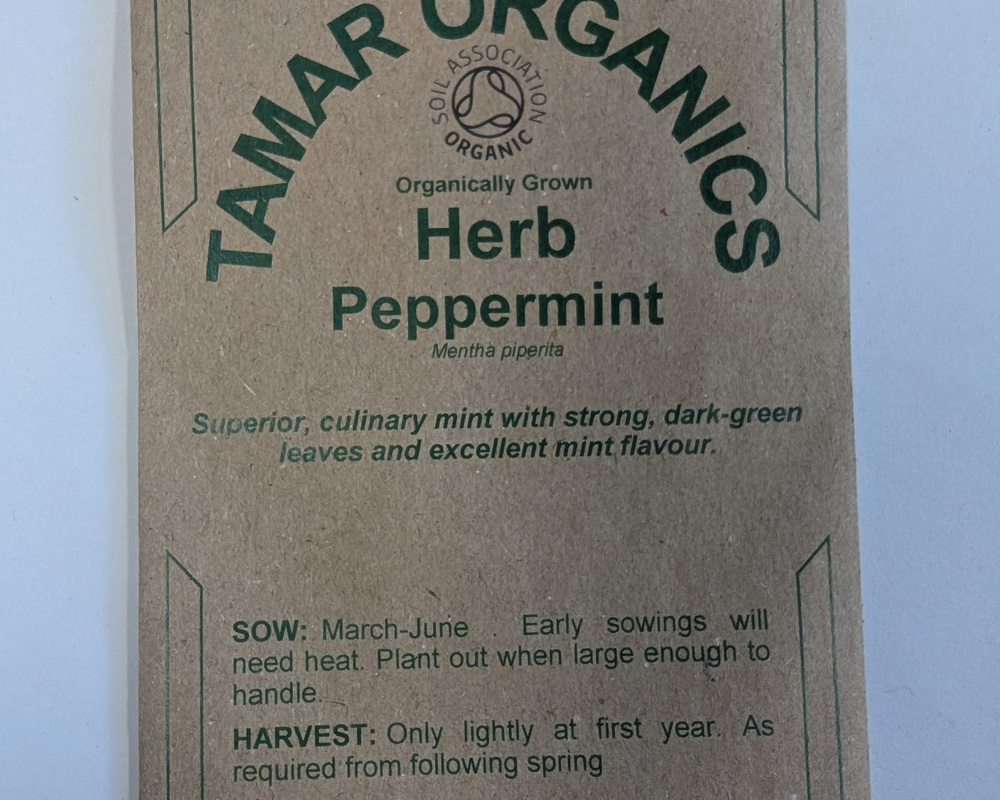 TAMAR ORGANICS
SOIL ASSOCIATION
ORGANIC
Organically Grown
Herb
Peppermint
Mentha piperita
Superior, culinary mint with strong, dark-green
leaves and excellent mint flavour.
SOW: March-June . Early sowings will
need heat. Plant out when large enough to
handle.
HARVEST: Only lightly at first year. As
required from following spring